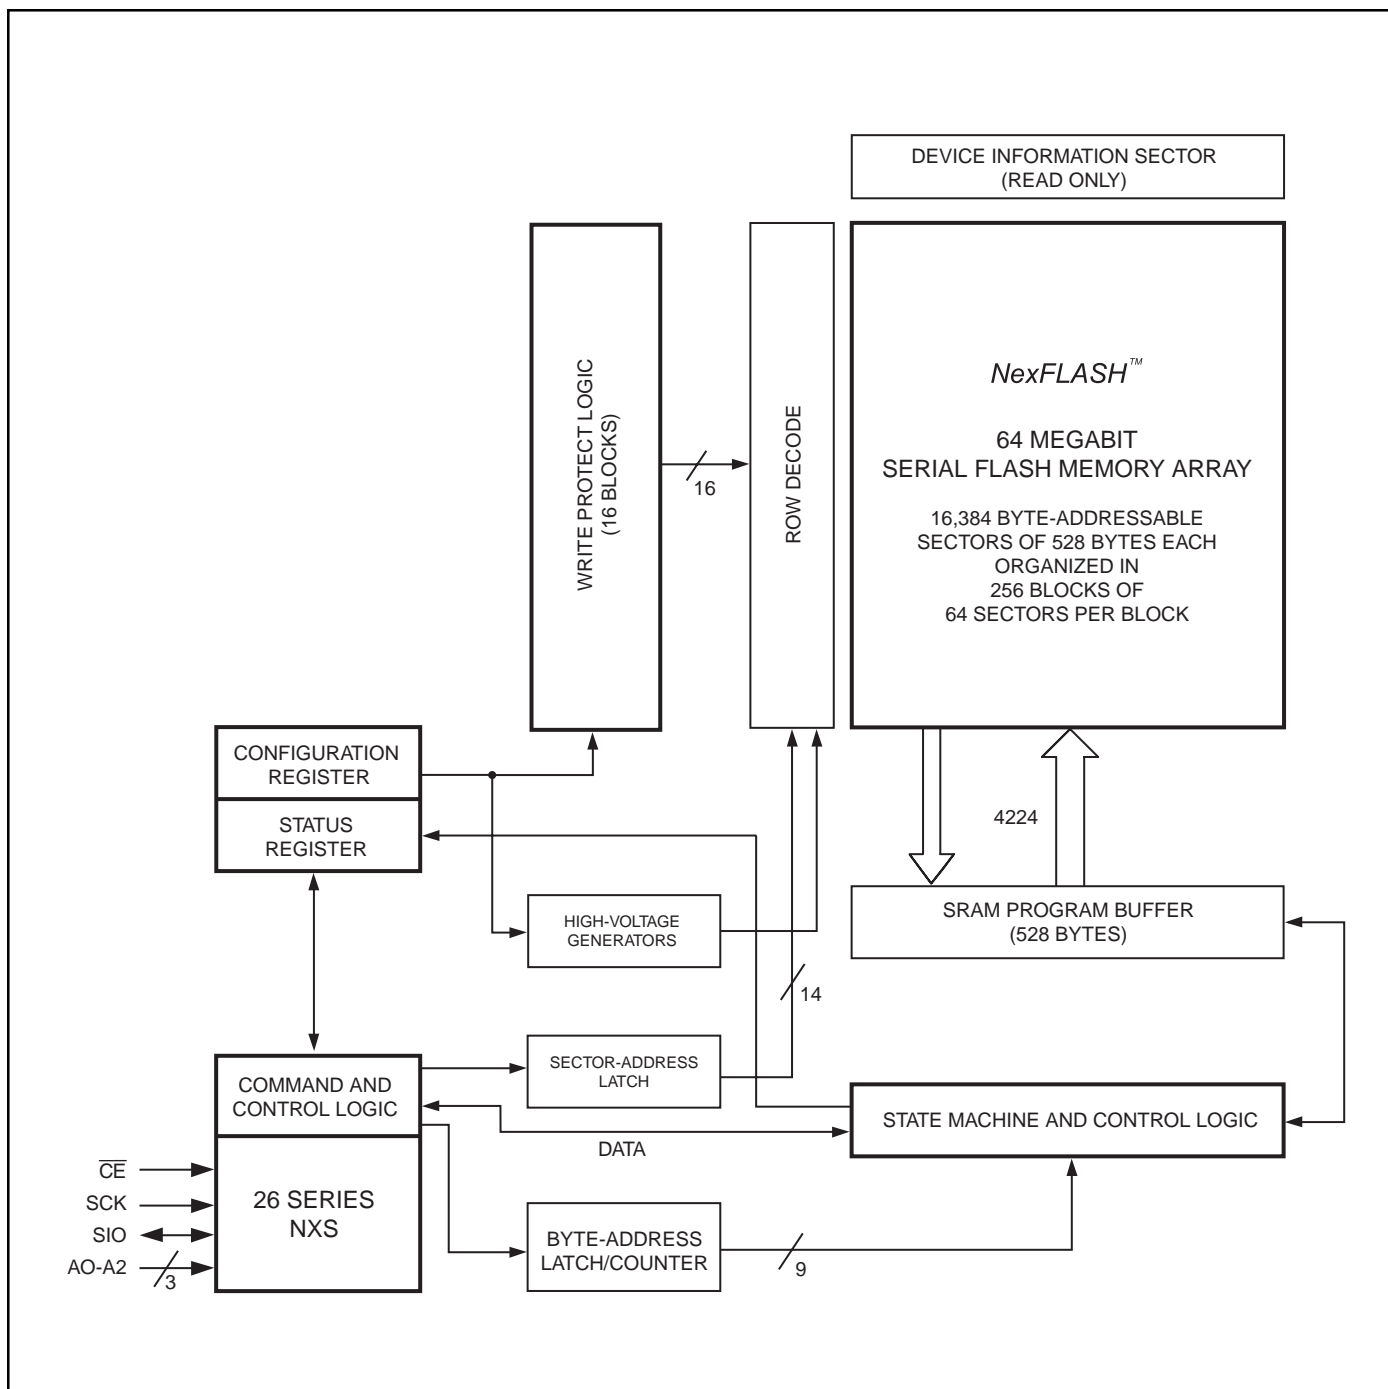 DEVICE INFORMATION SECTOR
(READ ONLY)
WRITE PROTECT LOGIC
(16 BLOCKS)
16
ROW DECODE
NexFLASH™
64 MEGABIT
SERIAL FLASH MEMORY ARRAY
16,384 BYTE-ADDRESSABLE
SECTORS OF 528 BYTES EACH
ORGANIZED IN
256 BLOCKS OF
64 SECTORS PER BLOCK
CONFIGURATION
REGISTER
STATUS
REGISTER
4224
HIGH-VOLTAGE
GENERATORS
SRAM PROGRAM BUFFER
(528 BYTES)
14
SECTOR-ADDRESS
LATCH
COMMAND AND
CONTROL LOGIC
DATA
STATE MACHINE AND CONTROL LOGIC
CE
SCK
SIO
AO-A2
3
26 SERIES
NXS
BYTE-ADDRESS
LATCH/COUNTER
9